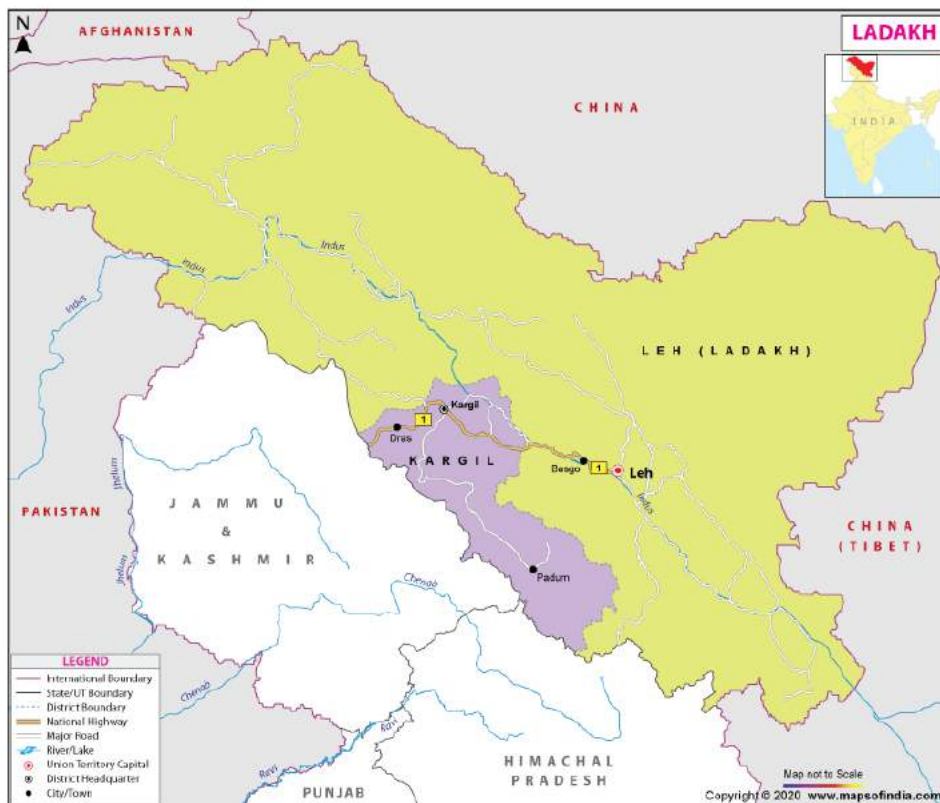 N
AFGHANISTAN
LADAKH
CHINA
INDIA
Indus
Indus
Indus
LEH (LADAKH)
Kargil
1
Dras
KARGIL
Basgo
1
Leh
Indus
Jhelum
PAKISTAN
JAMMU
&
KASHMIR
CHINA
(TIBET)
Jhelum
Padum
Chenab
LEGEND
International Boundary
State/UT Boundary
District Boundary
National Highway
Major Road
River/Lake
Union Territory Capital
District Headquarter
City/Town
Chenab
Ravi
Ravi
HIMACHAL
PRADESH
PUNJAB
Map not to Scale
Copyright © 2020 www.mapsofindia.com